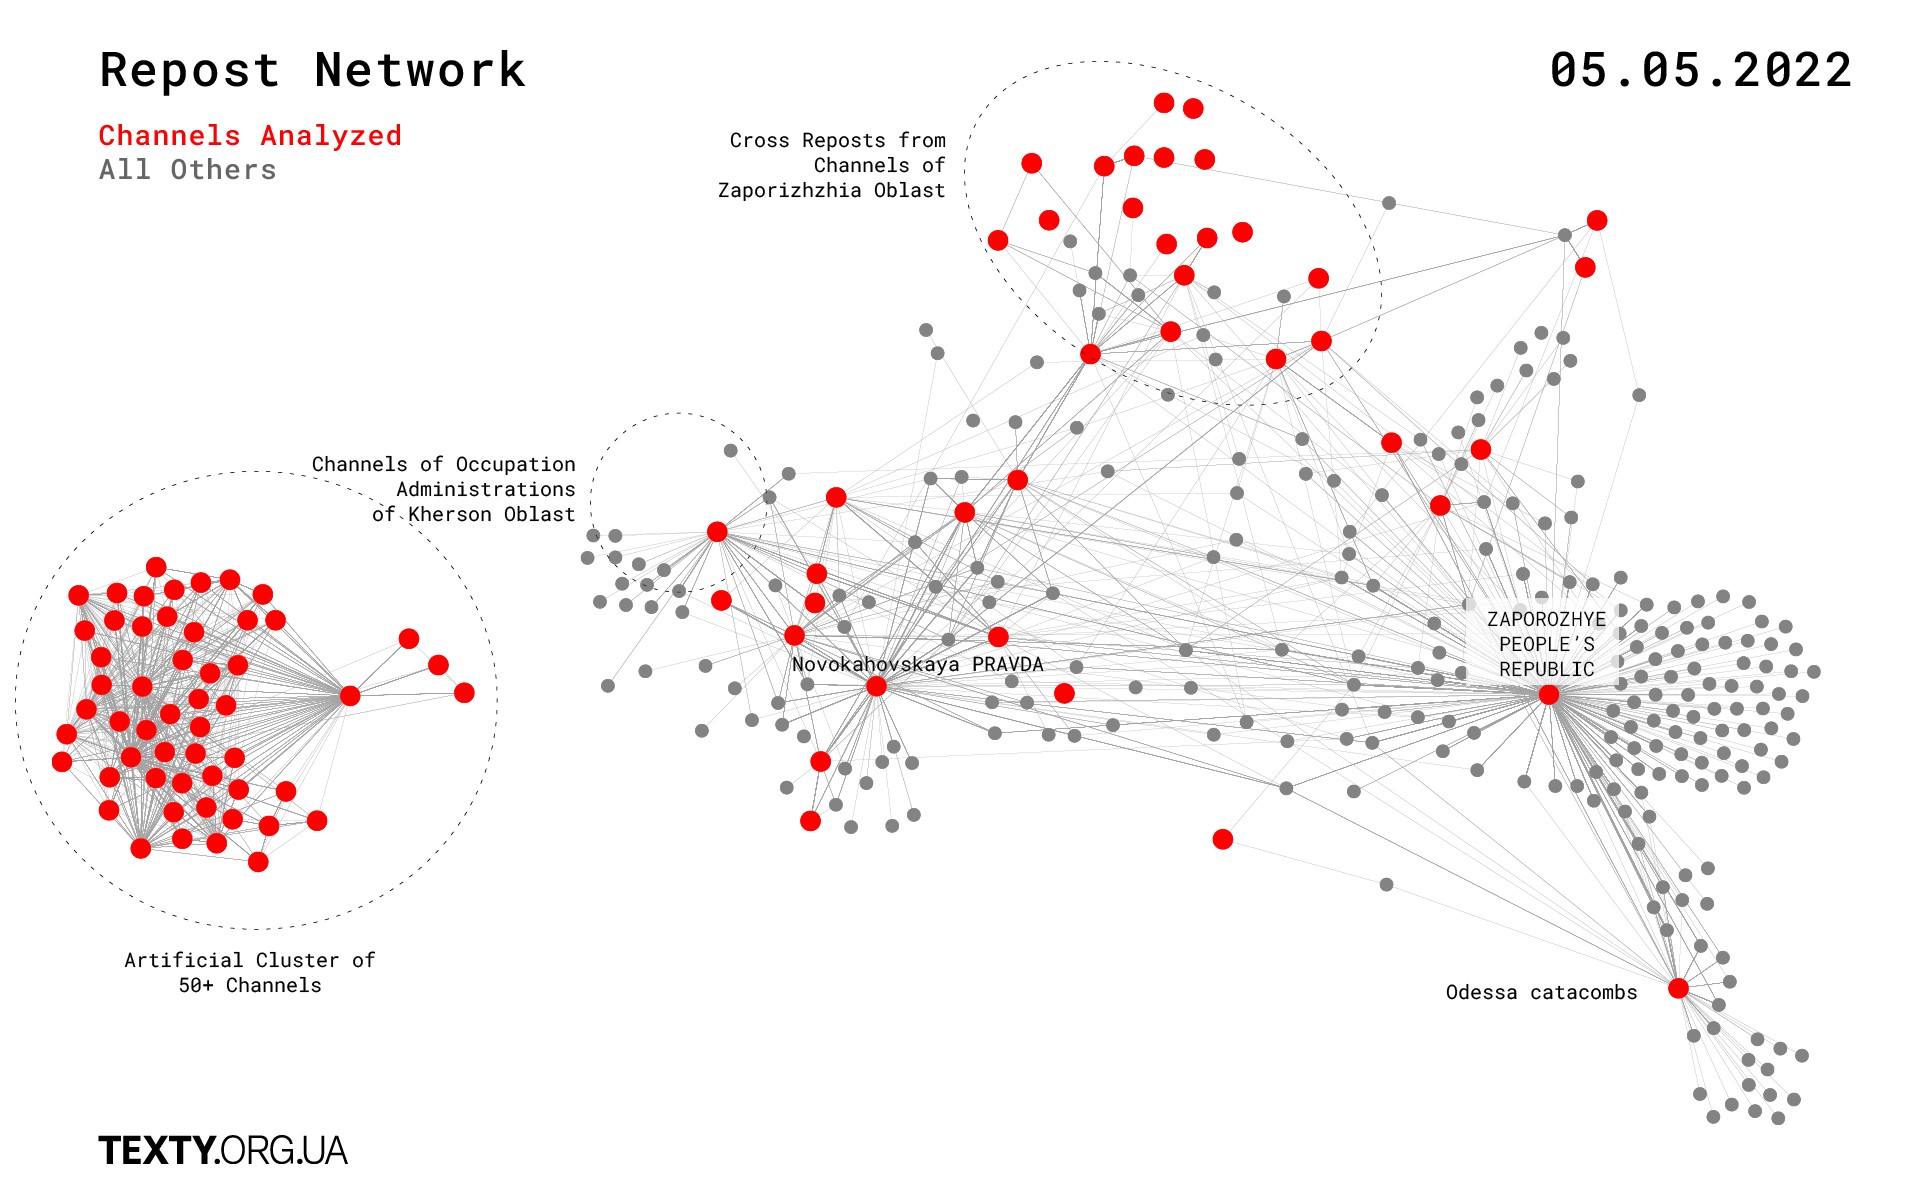 Repost Network
05.05.2022
Channels Analyzed
All Others
Cross Reposts from
Channels of
Zaporizhzhia Oblast
Channels of Occupation
Administrations
of Kherson Oblast
ZAPOROZHYE
PEOPLE’S
REPUBLIC
Novokahovskaya PRAVDA
Artificial Cluster of
50+ Channels
Odessa catacombs
TEXTY.ORG.UA